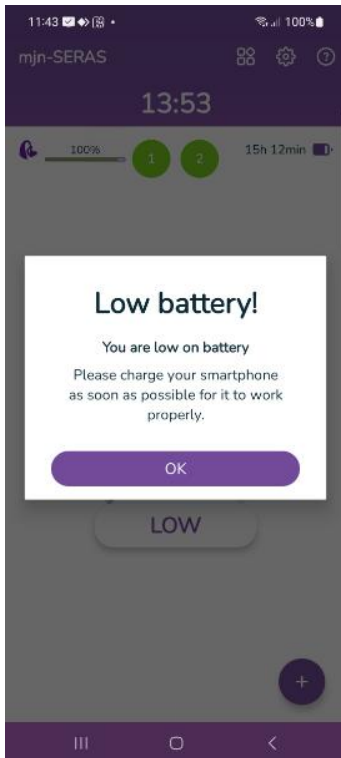 11:43 100%
mjn-SERAS
13:53
100% 1 2 15h 12min
Low battery!
You are low on battery
Please charge your smartphone
as soon as possible for it to work
properly.
OK
LOW
+